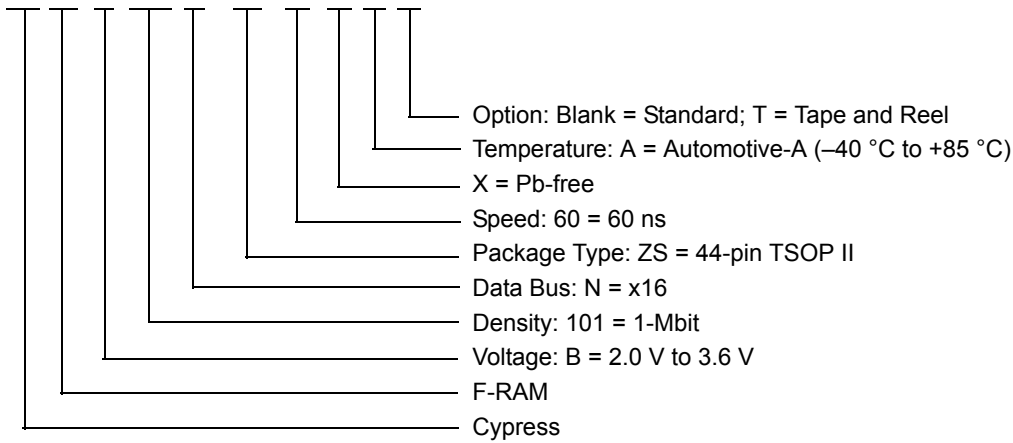 Option: Blank = Standard; T = Tape and Reel
Temperature: A = Automotive-A (–40 °C to +85 °C)
X = Pb-free
Speed: 60 = 60 ns
Package Type: ZS = 44-pin TSOP II
Data Bus: N = x16
Density: 101 = 1-Mbit
Voltage: B = 2.0 V to 3.6 V
F-RAM
Cypress